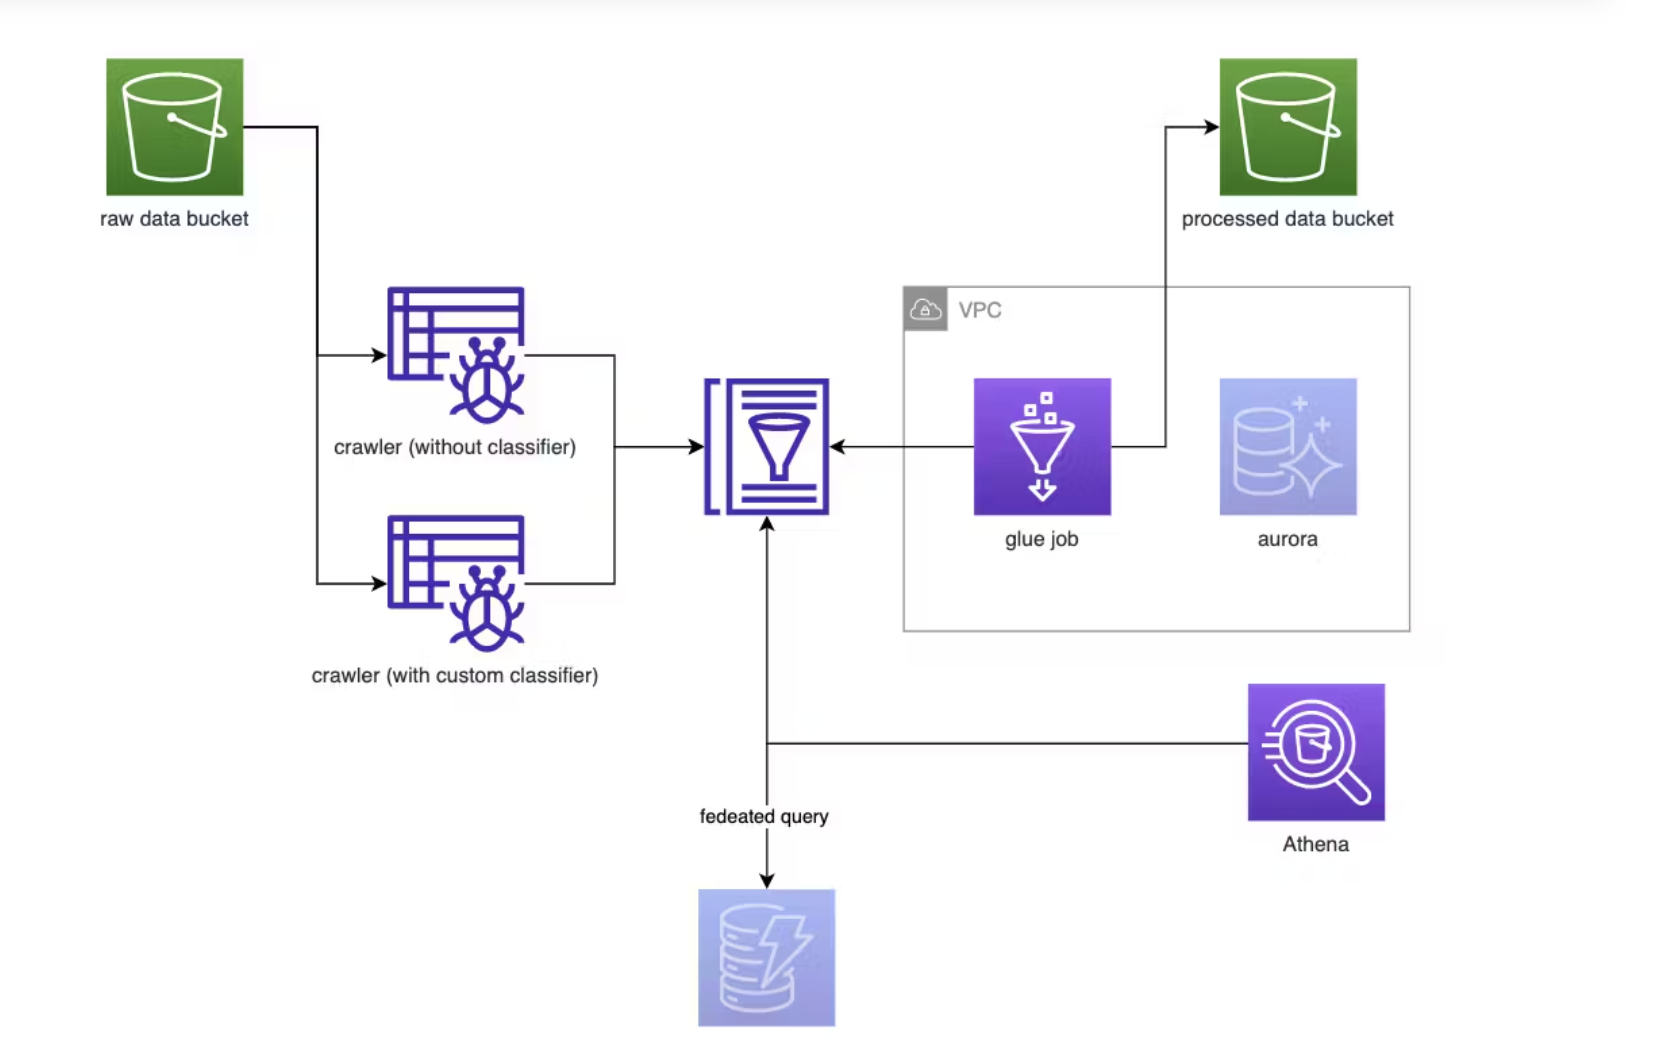 raw data bucket
processed data bucket
VPC
crawler (without classifier)
glue job
aurora
crawler (with custom classifier)
fedeated query
Athena